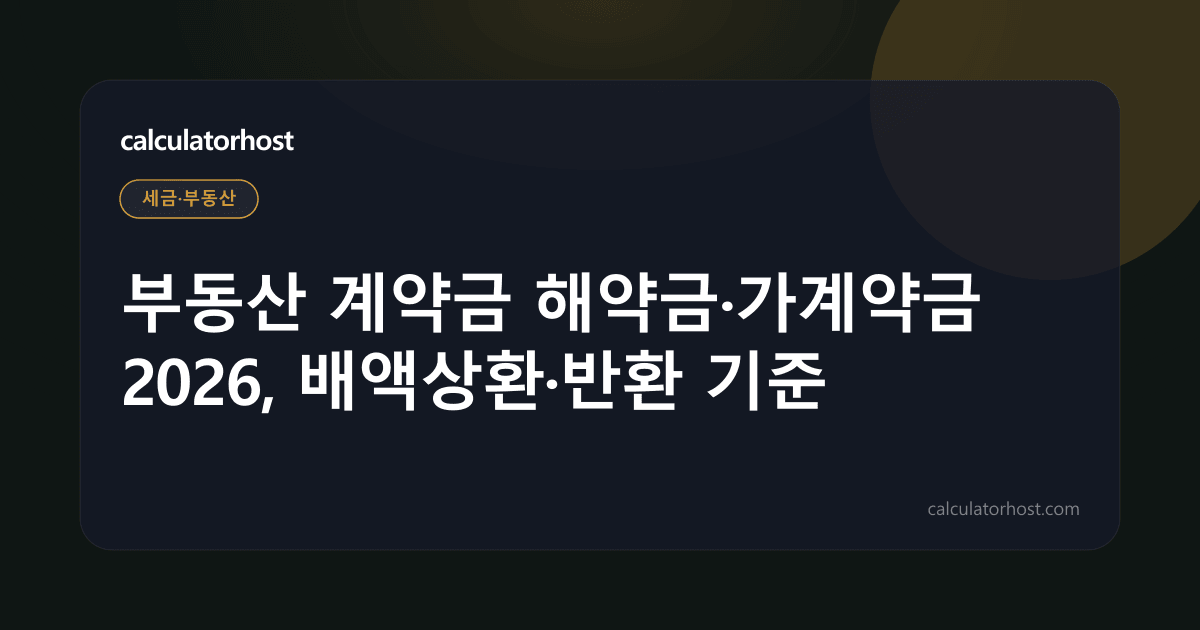 calculatorhost
세금·부동산
부동산 계약금 해약금·가계약금
2026, 배액상환·반환 기준
calculatorhost.com